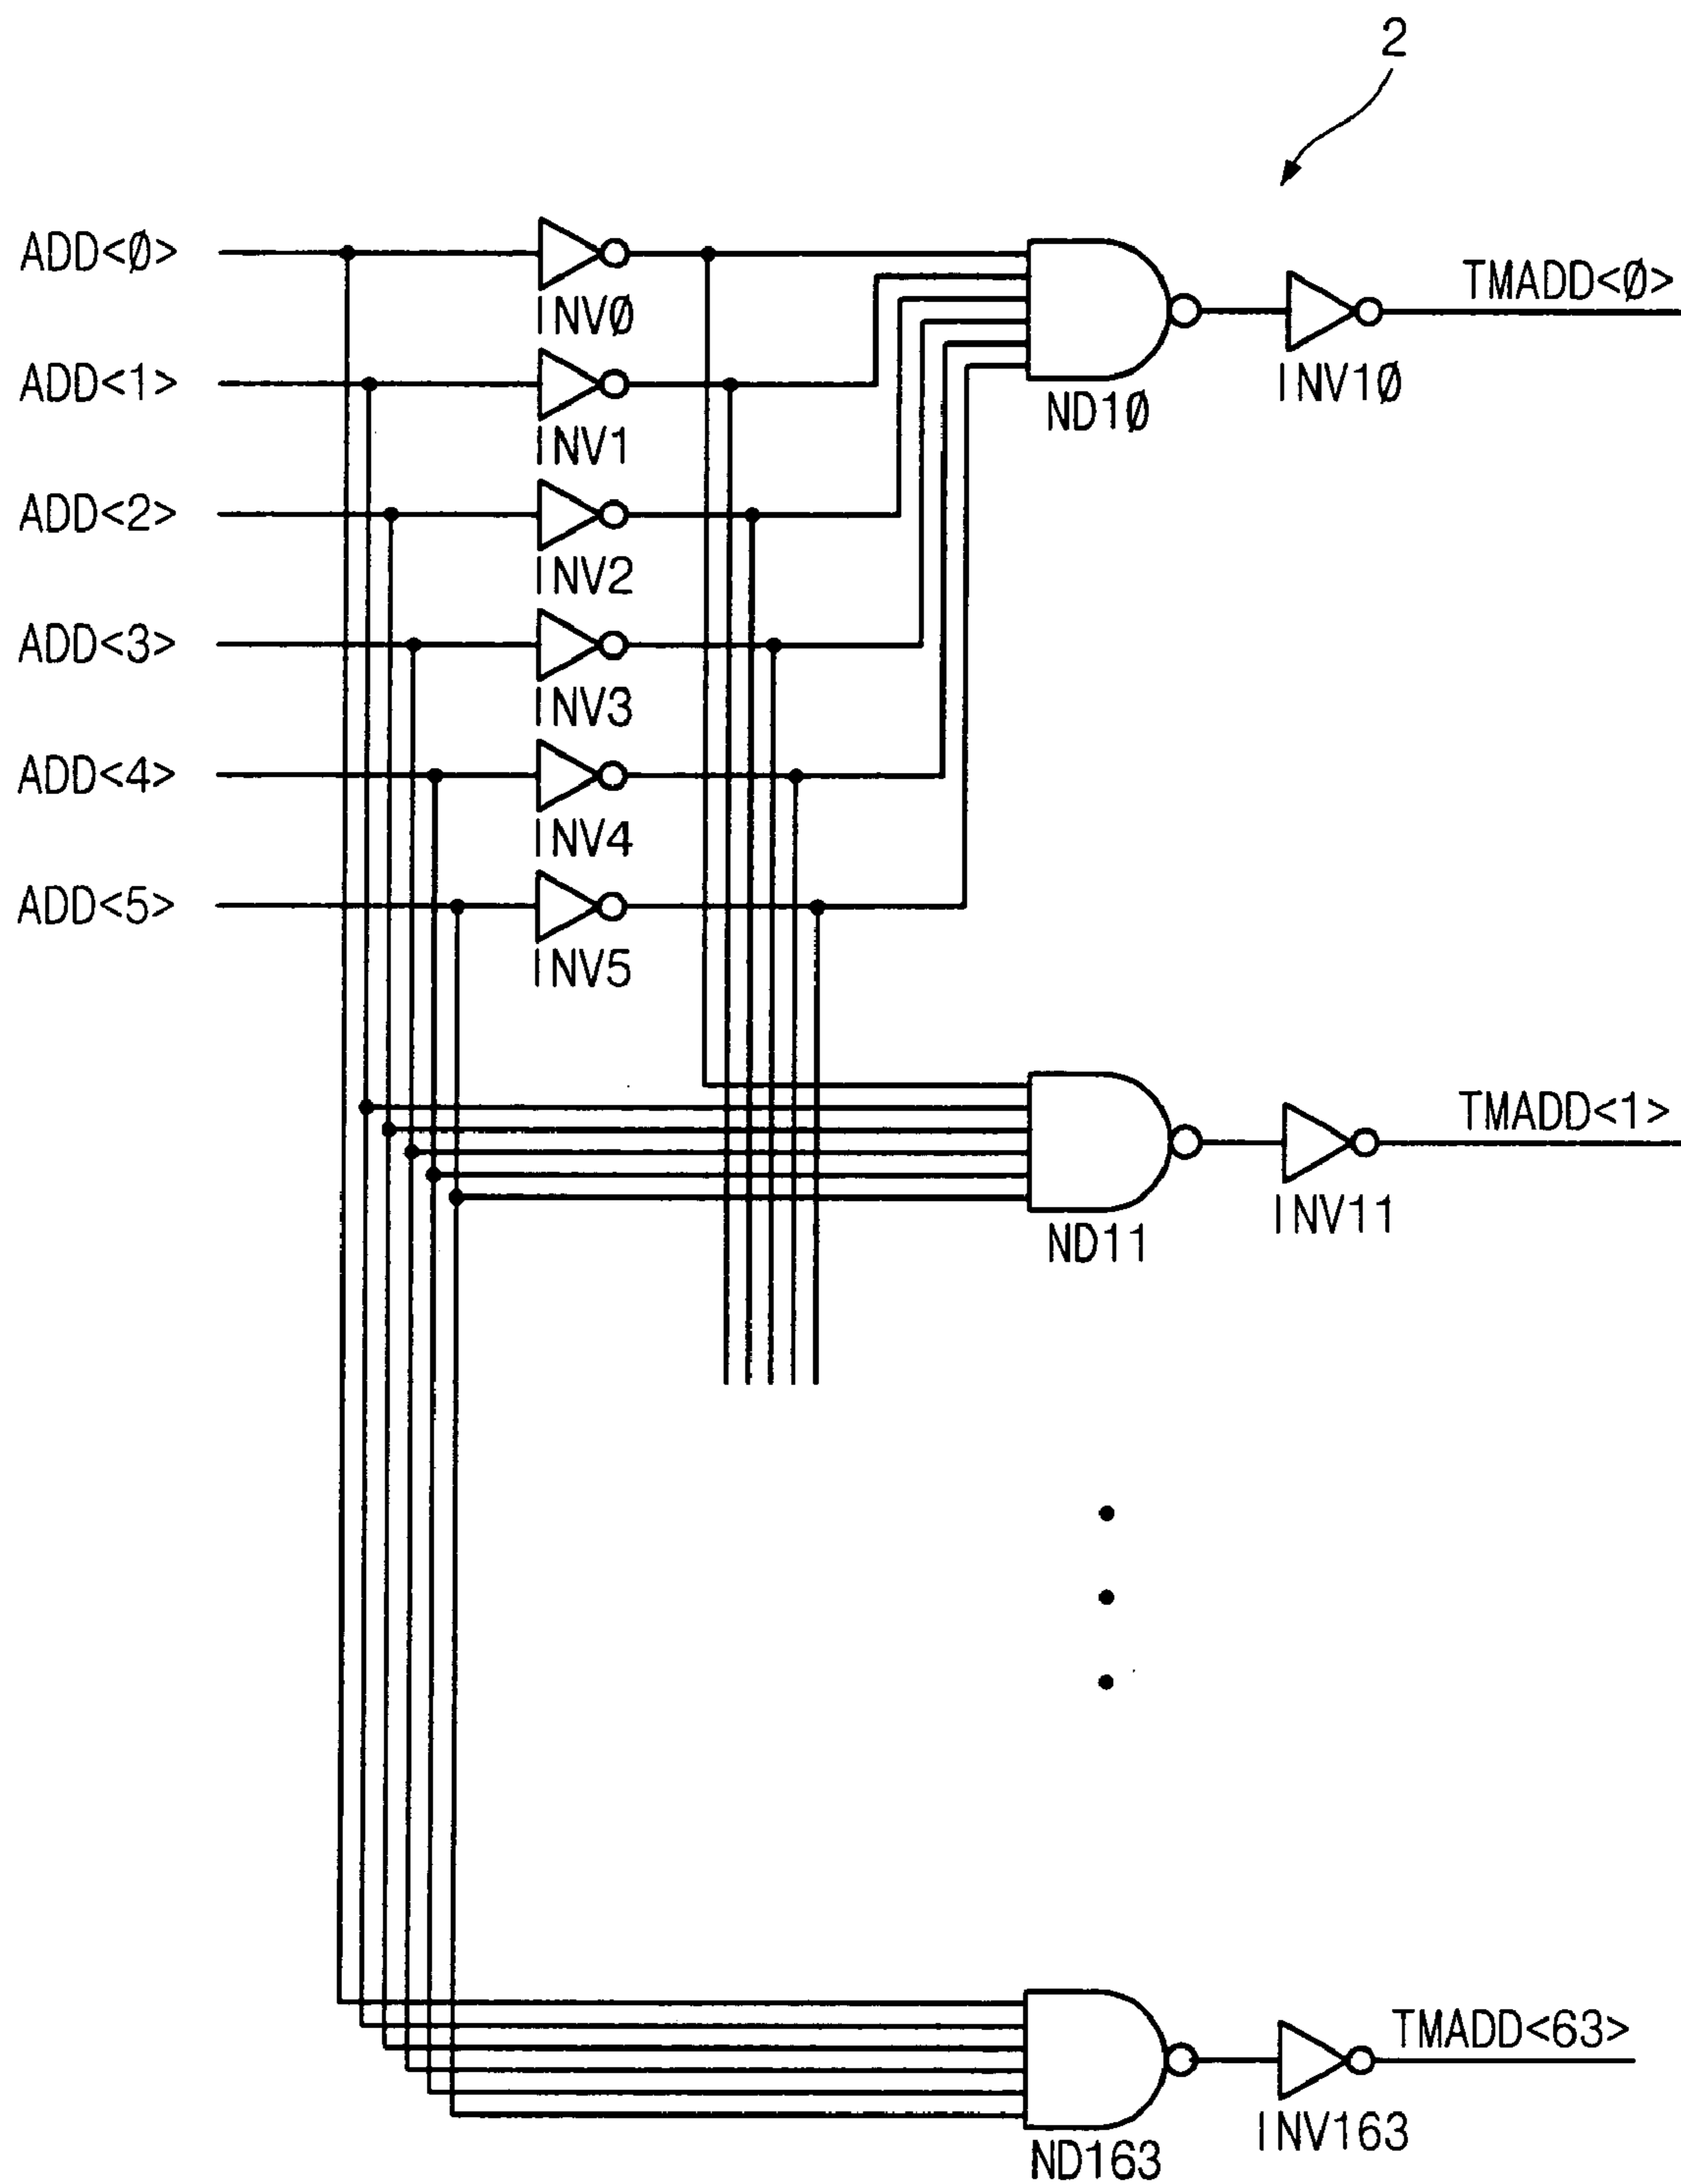 2
ADD<Ø>
INVØ
ADD<1>
INV1
ADD<2>
INV2
ADD<3>
INV3
ADD<4>
INV4
ADD<5>
INV5
ND1Ø
INV1Ø
TMADD<Ø>
ND11
INV11
TMADD<1>
ND163
INV163
TMADD<63>